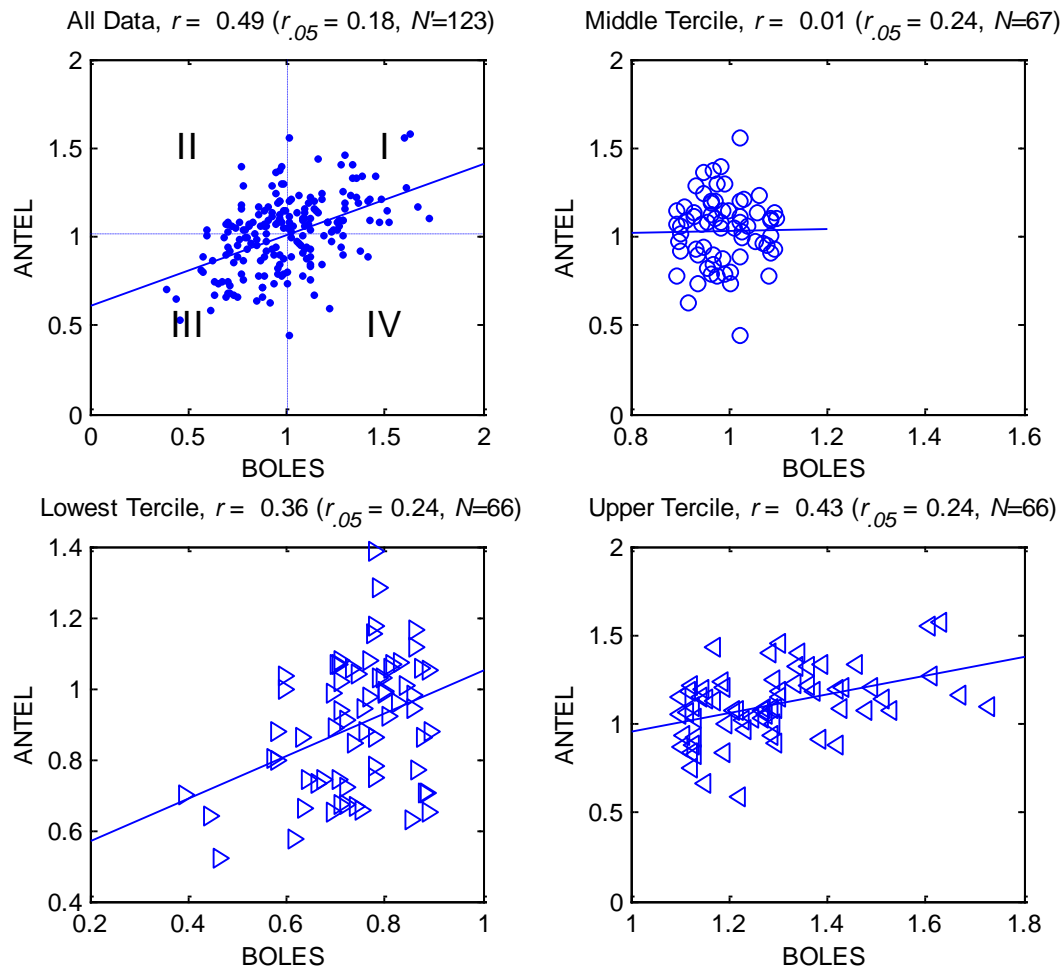 All Data, r = 0.49 (r.05 = 0.18, N'=123)
2
1.5
1
0.5
0
ANTEL
II
I
III
IV
0
0.5
1
1.5
2
BOLES
Middle Tercile, r = 0.01 (r.05 = 0.24, N=67)
2
1.5
1
0.5
0
ANTEL
0.8
1
1.2
1.4
1.6
BOLES
Lowest Tercile, r = 0.36 (r.05 = 0.24, N=66)
1.4
1.2
1
0.8
0.6
0.4
ANTEL
0.2
0.4
0.6
0.8
1
BOLES
Upper Tercile, r = 0.43 (r.05 = 0.24, N=66)
2
1.5
1
0.5
0
ANTEL
1
1.2
1.4
1.6
1.8
BOLES